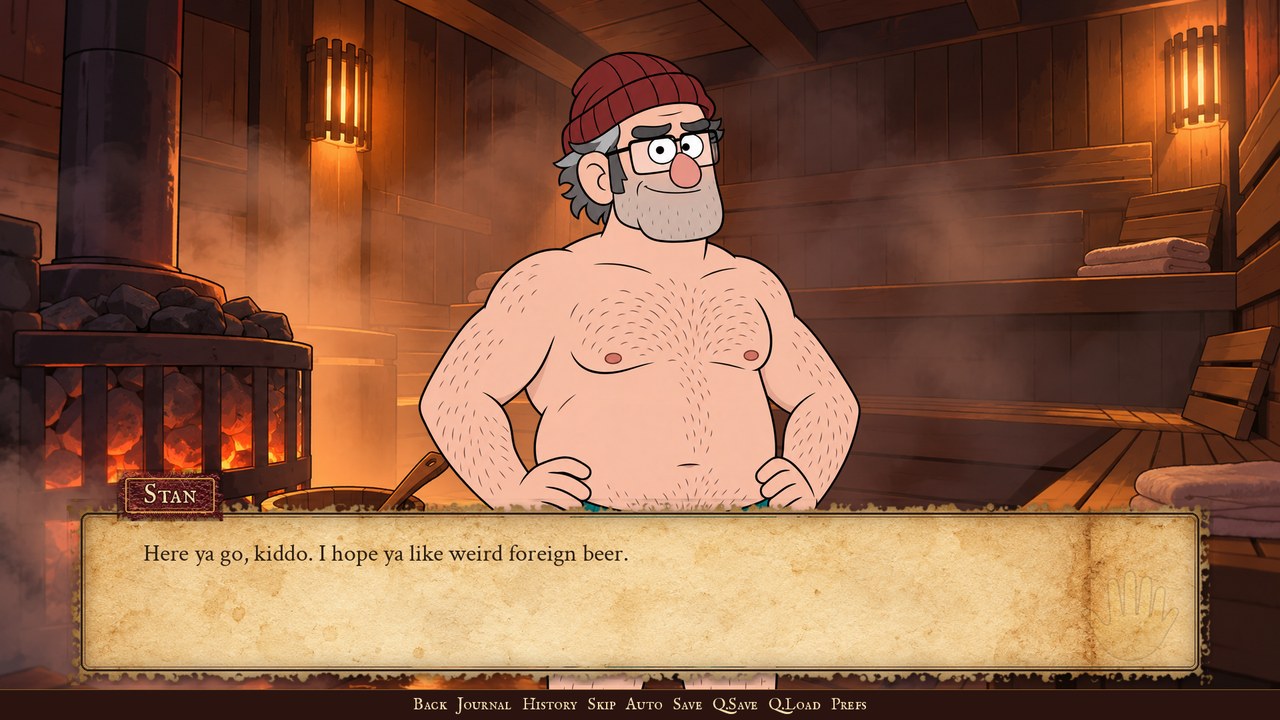 Stan
Here ya go, kiddo. I hope ya like weird foreign beer.
Back Journal History Skip Auto Save Q.Save Q.Load Prefs